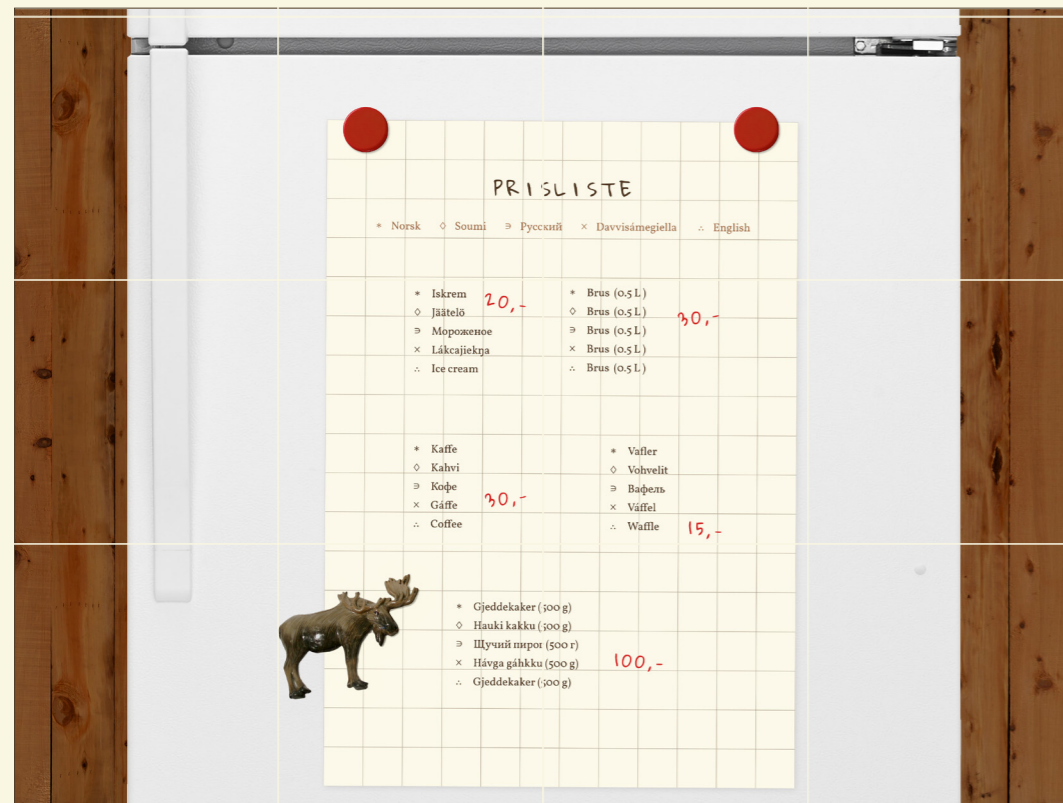 PRISLISTE
* Norsk ◊ Soumi ∋ Русский × Davvisámegiella ∴ English
* Iskrem 20,-
◊ Jäätelö
∋ Мороженое
× Lákcajiekŋa
∴ Ice cream
* Brus (0.5 L) 30,-
◊ Brus (0.5 L)
∋ Brus (0.5 L)
× Brus (0.5 L)
∴ Brus (0.5 L)
* Kaffe
◊ Kahvi
∋ Кофе
× Gáffe 30,-
∴ Coffee
* Vafler
◊ Vohvelit
∋ Вафель
× Váffel
∴ Waffle 15,-
* Gjeddekaker (500 g)
◊ Hauki kakku (500 g)
∋ Щучий пирог (500 г)
× Hávga gáhkku (500 g) 100,-
∴ Gjeddekaker (500 g)